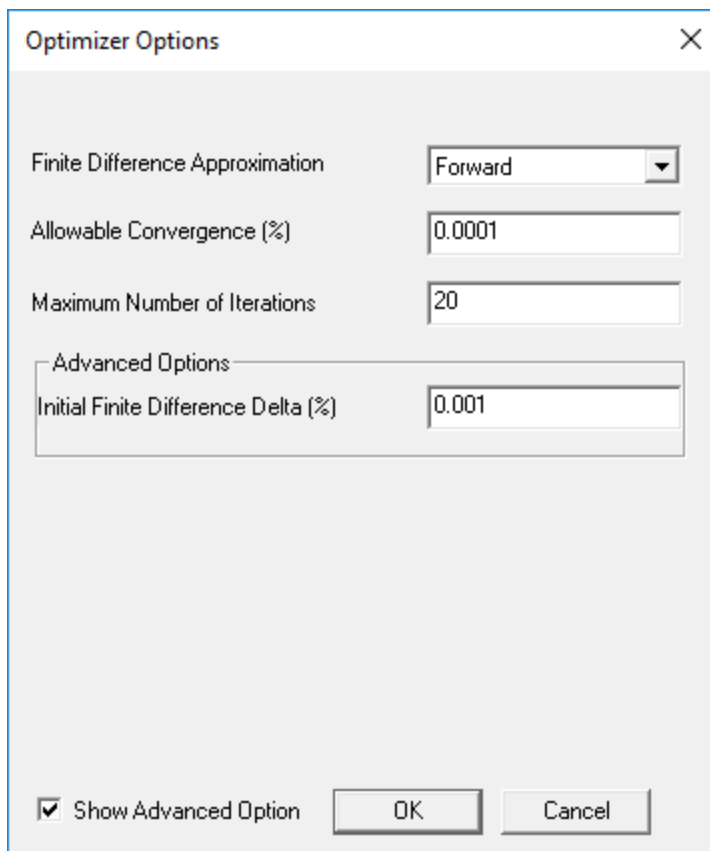 Optimizer Options
Finite Difference Approximation Forward
Allowable Convergence (%) 0.0001
Maximum Number of Iterations 20
Advanced Options
Initial Finite Difference Delta (%) 0.001
Show Advanced Option OK Cancel